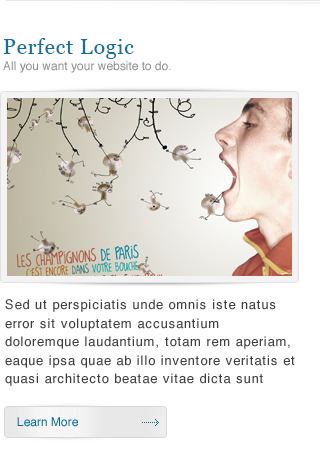 Perfect Logic
All you want your website to do.
LES CHAMPIGNONS DE PARIS
C'EST ENCORE DANS VOTRE BOUCHE
Sed ut perspiciatis unde omnis iste natus
error sit voluptatem accusantium
doloremque laudantium, totam rem aperiam,
eaque ipsa quae ab illo inventore veritatis et
quasi architecto beatae vitae dicta sunt
Learn More